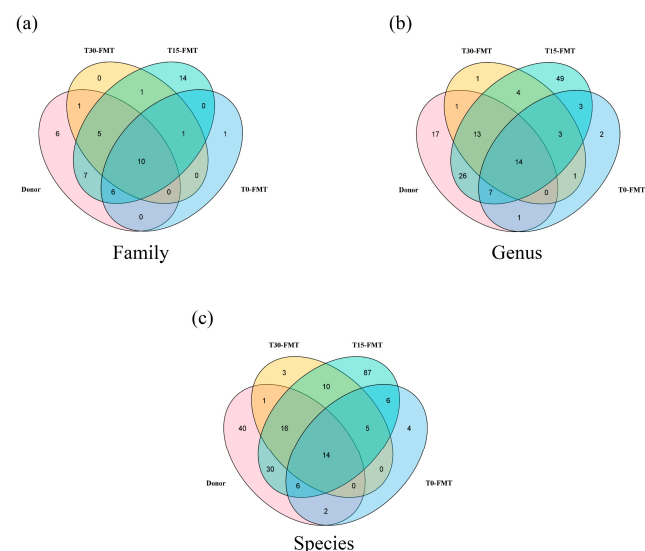 (a)
T30-FMT T15-FMT
0 14
1
1 0
6 5 1 1
10
7 0
6 0
Donor T0-FMT
0
Family
(b)
T30-FMT T15-FMT
1 49
4
1 3
17 13 3 2
14
26 1
7 0
Donor T0-FMT
1
Genus
(c)
T30-FMT T15-FMT
3 87
10
1 6
40 16 5 4
14
30 0
6 0
Donor T0-FMT
2
Species